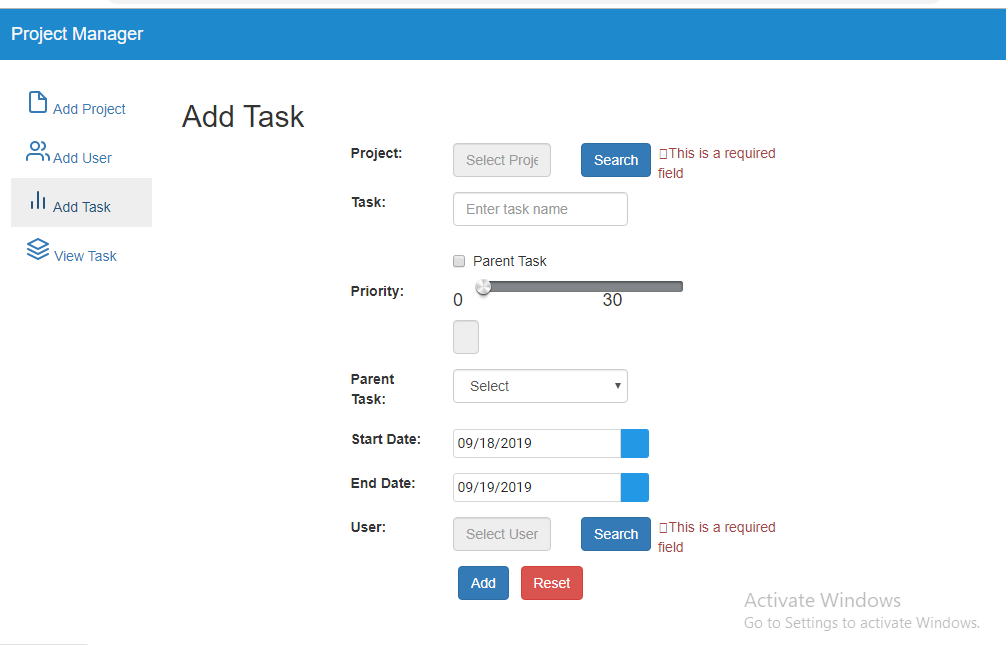 Project Manager
Add Project
Add User
Add Task
View Task
Add Task
Project:
Select Proje
Search
This is a required
field
Task:
Enter task name
Parent Task
Priority:
0
30
Parent
Task:
Select
Start Date:
09/18/2019
End Date:
09/19/2019
User:
Select User
Search
This is a required
field
Add
Reset
Activate Windows
Go to Settings to activate Windows.